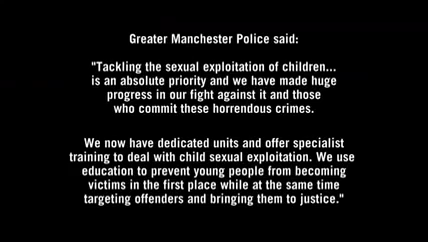 Greater Manchester Police said:
"Tackling the sexual exploitation of children...
is an absolute priority and we have made huge
progress in our fight against it and those
who commit these horrendous crimes.
We now have dedicated units and offer specialist
training to deal with child sexual exploitation. We use
education to prevent young people from becoming
victims in the first place while at the same time
targeting offenders and bringing them to justice."